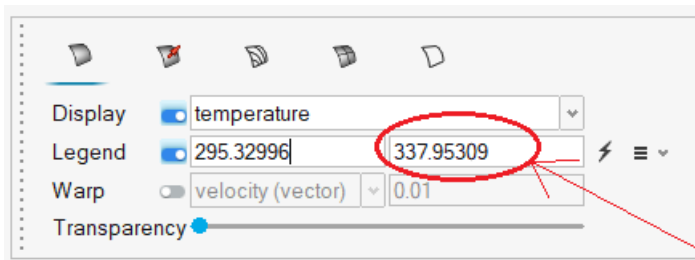 Display temperature
Legend 295.32996 337.95309
Warp velocity (vector) 0.01
Transparency